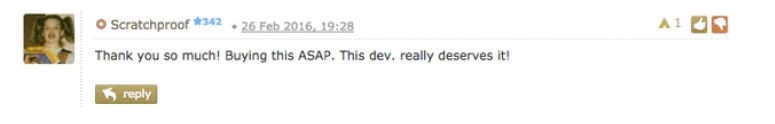 Scratchproof ★342 • 26 Feb 2016, 19:28 ▲ 1
Thank you so much! Buying this ASAP. This dev. really deserves it!
reply